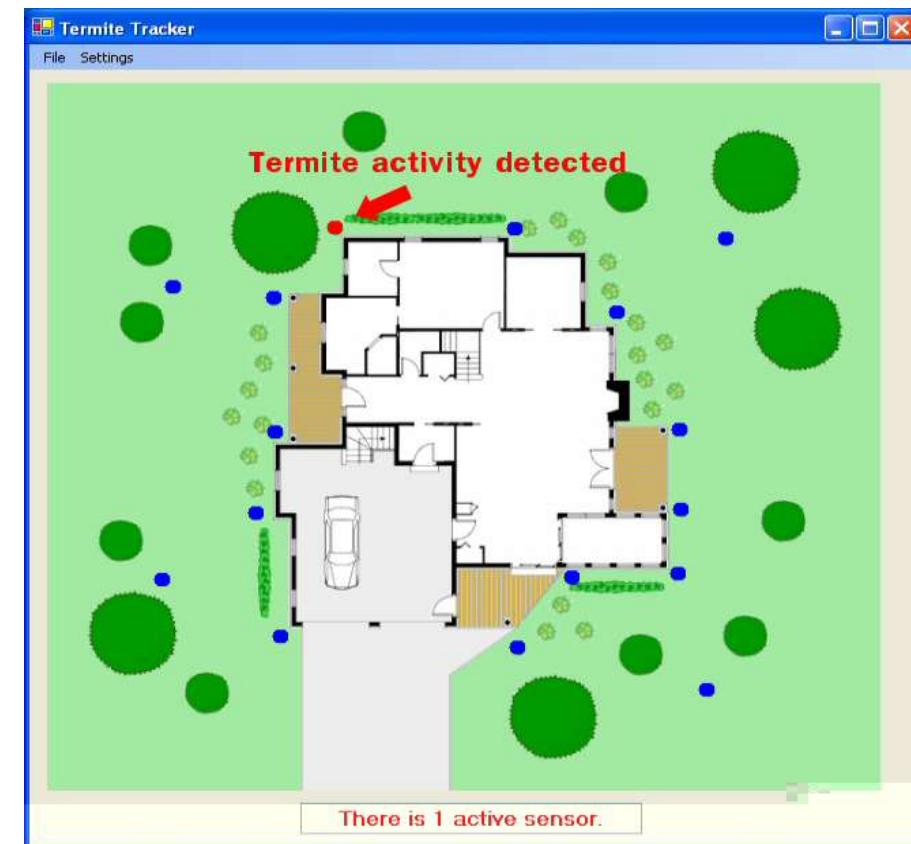 Termite Tracker
File Settings
Termite activity detected
There is 1 active sensor.